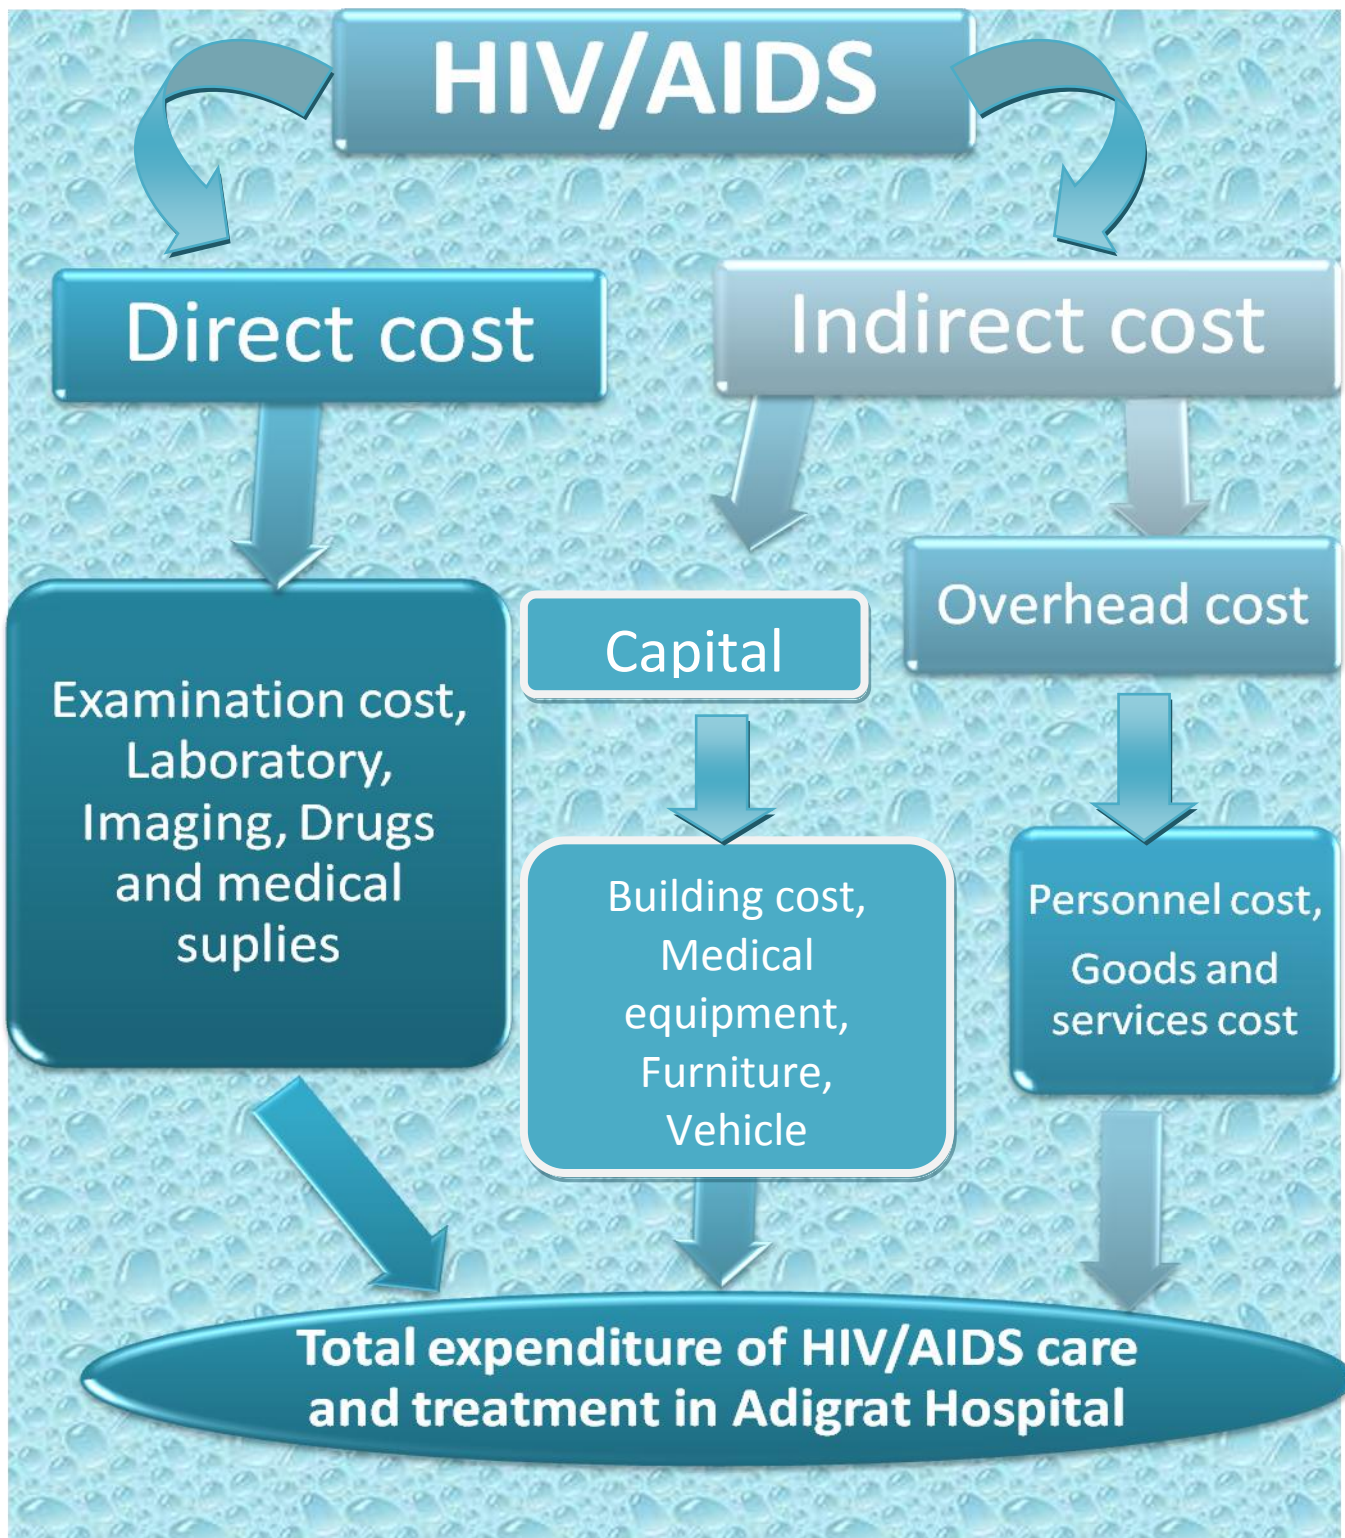 HIV/AIDS
Direct cost
Indirect cost
Overhead cost
Capital
Examination cost,
Laboratory,
Imaging, Drugs
and medical
suplies
Building cost,
Medical
equipment,
Furniture,
Vehicle
Personnel cost,
Goods and
services cost
Total expenditure of HIV/AIDS care
and treatment in Adigrat Hospital